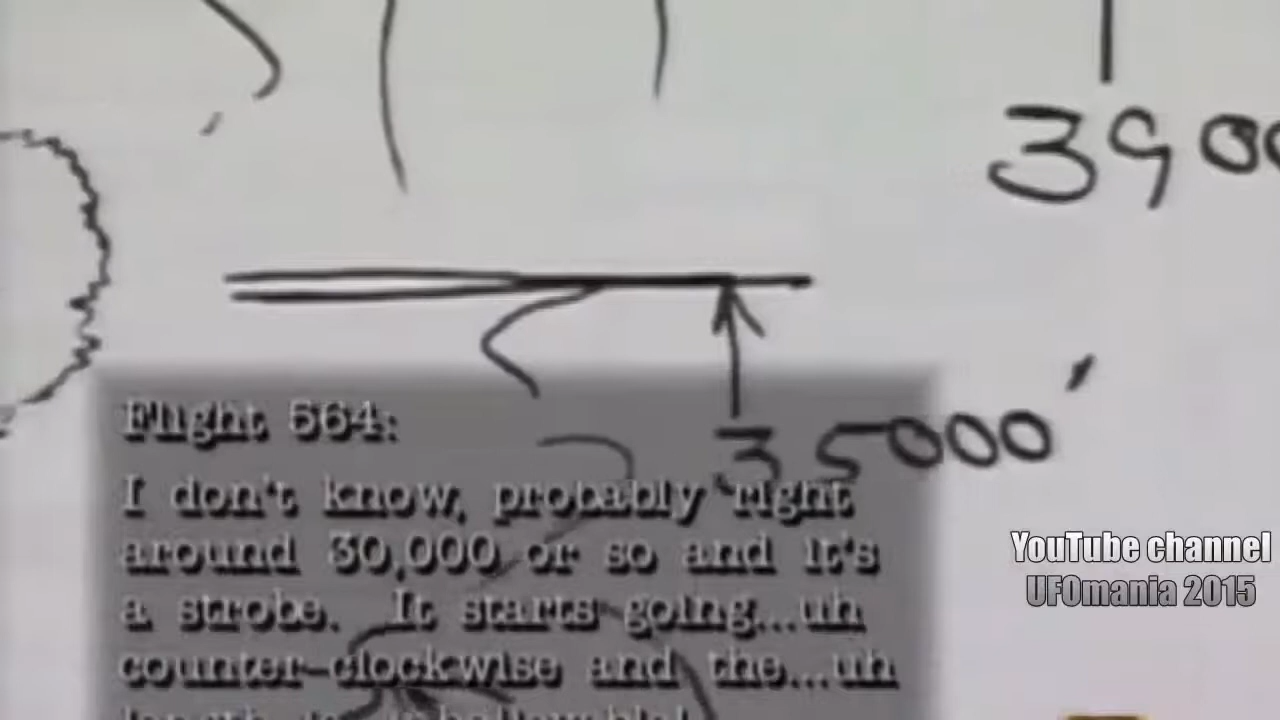 3900
35000'
Flight 564:
I don't know, probably right
around 30,000 or so and it's
a strobe. It starts going...uh
counter-clockwise and the...uh
YouTube channel
UFOmania 2015